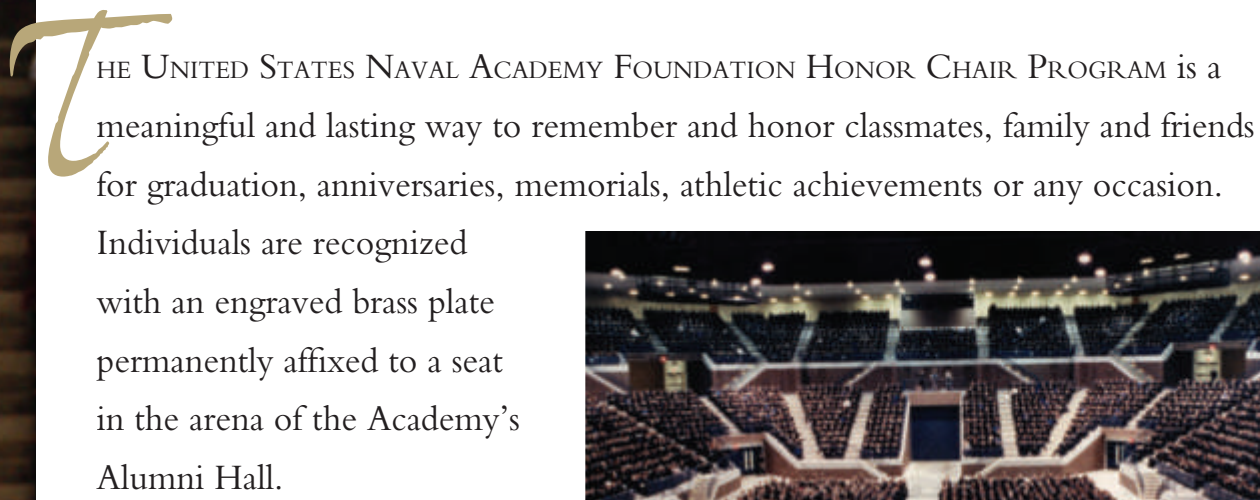 The United States Naval Academy Foundation Honor Chair Program is a
meaningful and lasting way to remember and honor classmates, family and friends
for graduation, anniversaries, memorials, athletic achievements or any occasion.
Individuals are recognized
with an engraved brass plate
permanently affixed to a seat
in the arena of the Academy’s
Alumni Hall.